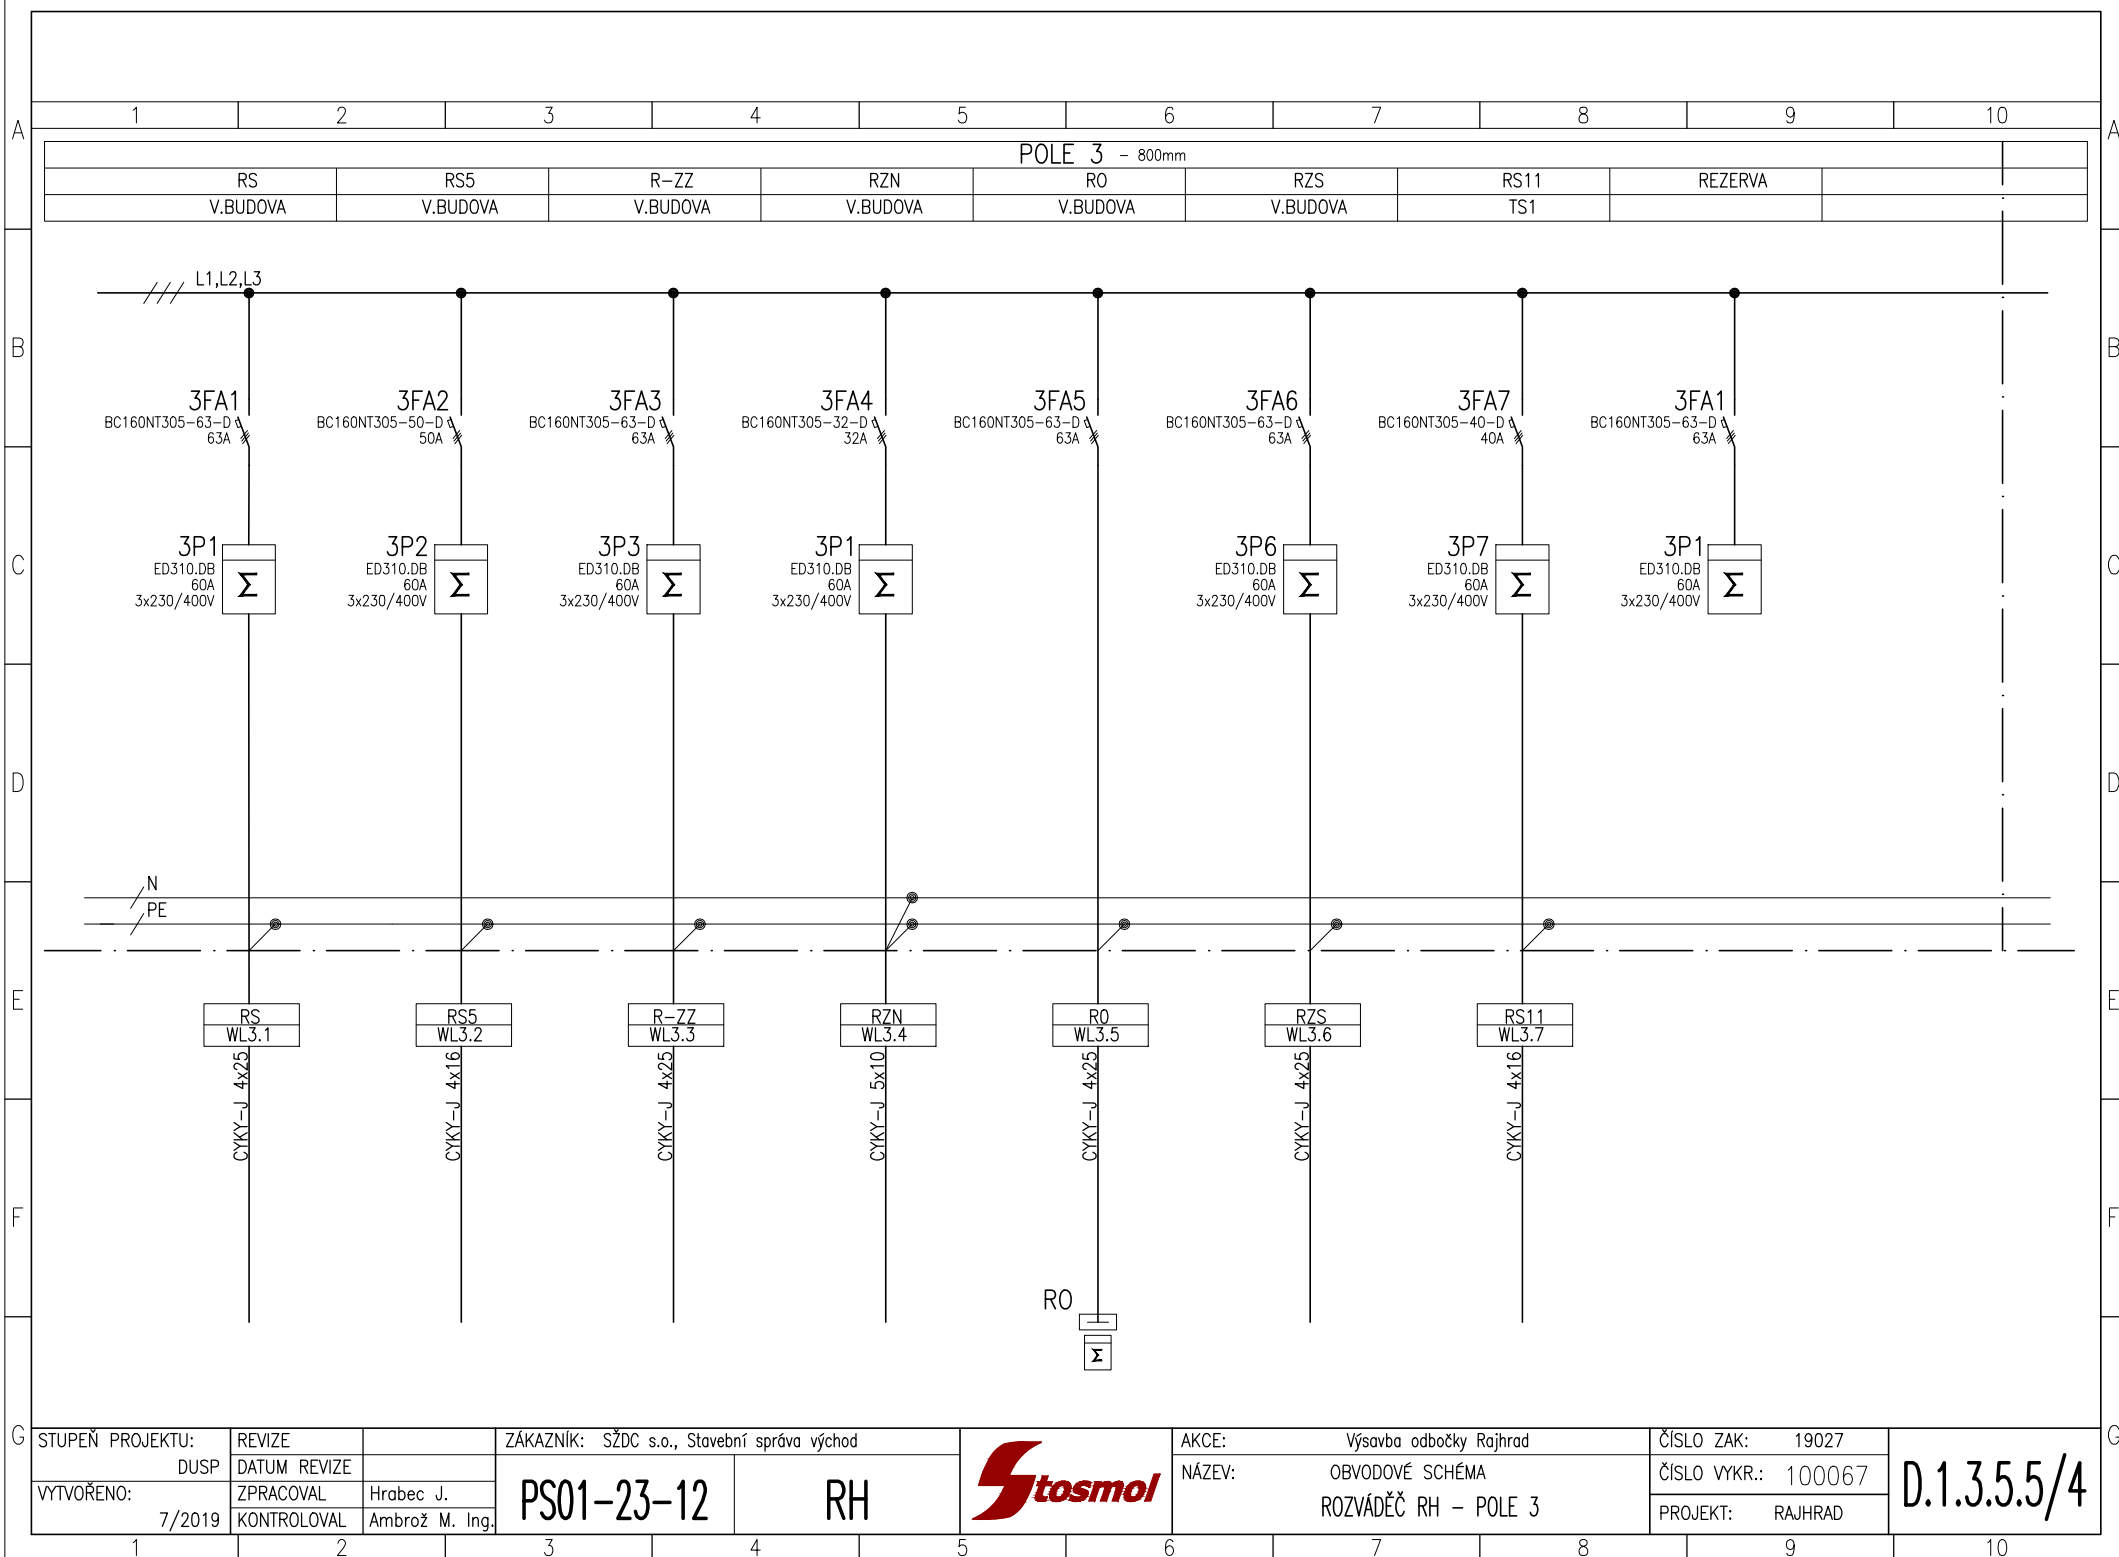 1 2 3 4 5 6 7 8 9 10
A A
POLE 3 - 800mm
RS RS5 R-ZZ RZN RO RZS RS11 REZERVA
V.BUDOVA V.BUDOVA V.BUDOVA V.BUDOVA V.BUDOVA V.BUDOVA TS1
L1,L2,L3
B B
3FA1 3FA2 3FA3 3FA4 3FA5 3FA6 3FA7 3FA1
BC160NT305-63-D BC160NT305-50-D BC160NT305-63-D BC160NT305-32-D BC160NT305-63-D BC160NT305-63-D BC160NT305-40-D BC160NT305-63-D
63A 50A 63A 32A 63A 63A 40A 63A
3P1 3P2 3P3 3P1 3P6 3P7 3P1
C C
ED310.DB ED310.DB ED310.DB ED310.DB ED310.DB ED310.DB ED310.DB
60A 60A 60A 60A 60A 60A 60A
Σ Σ Σ Σ Σ Σ Σ
3x230/400V 3x230/400V 3x230/400V 3x230/400V 3x230/400V 3x230/400V 3x230/400V
D D
N
PE
E E
RS RS5 R-ZZ RZN RO RZS RS11
WL3.1 WL3.2 WL3.3 WL3.4 WL3.5 WL3.6 WL3.7
CYKY-J 4x25 CYKY-J 4x16 CYKY-J 4x25 CYKY-J 5x10 CYKY-J 4x25 CYKY-J 4x25 CYKY-J 4x16
F F
RO
Σ
G G
STUPEŇ PROJEKTU:
DUSP
VYTVOŘENO:
7/2019
REVIZE
DATUM REVIZE
ZPRACOVAL Hrabec J.
KONTROLOVAL Ambrož M. Ing.
ZÁKAZNÍK: SŽDC s.o., Stavební správa východ
PS01-23-12 RH
Stosmol
AKCE: Výsavba odbočky Rajhrad
NÁZEV: OBVODOVÉ SCHÉMA
ROZVÁDĚČ RH - POLE 3
ČÍSLO ZAK: 19027
ČÍSLO VYKR.: 100067
PROJEKT: RAJHRAD
D.1.3.5.5/4
1 2 3 4 5 6 7 8 9 10